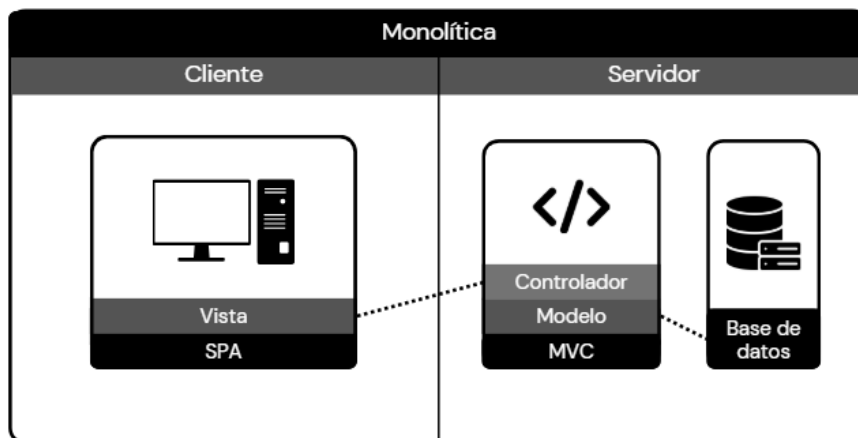 Monolítica
Cliente
Servidor
Controlador
Vista
Modelo
SPA
MVC
Base de
datos